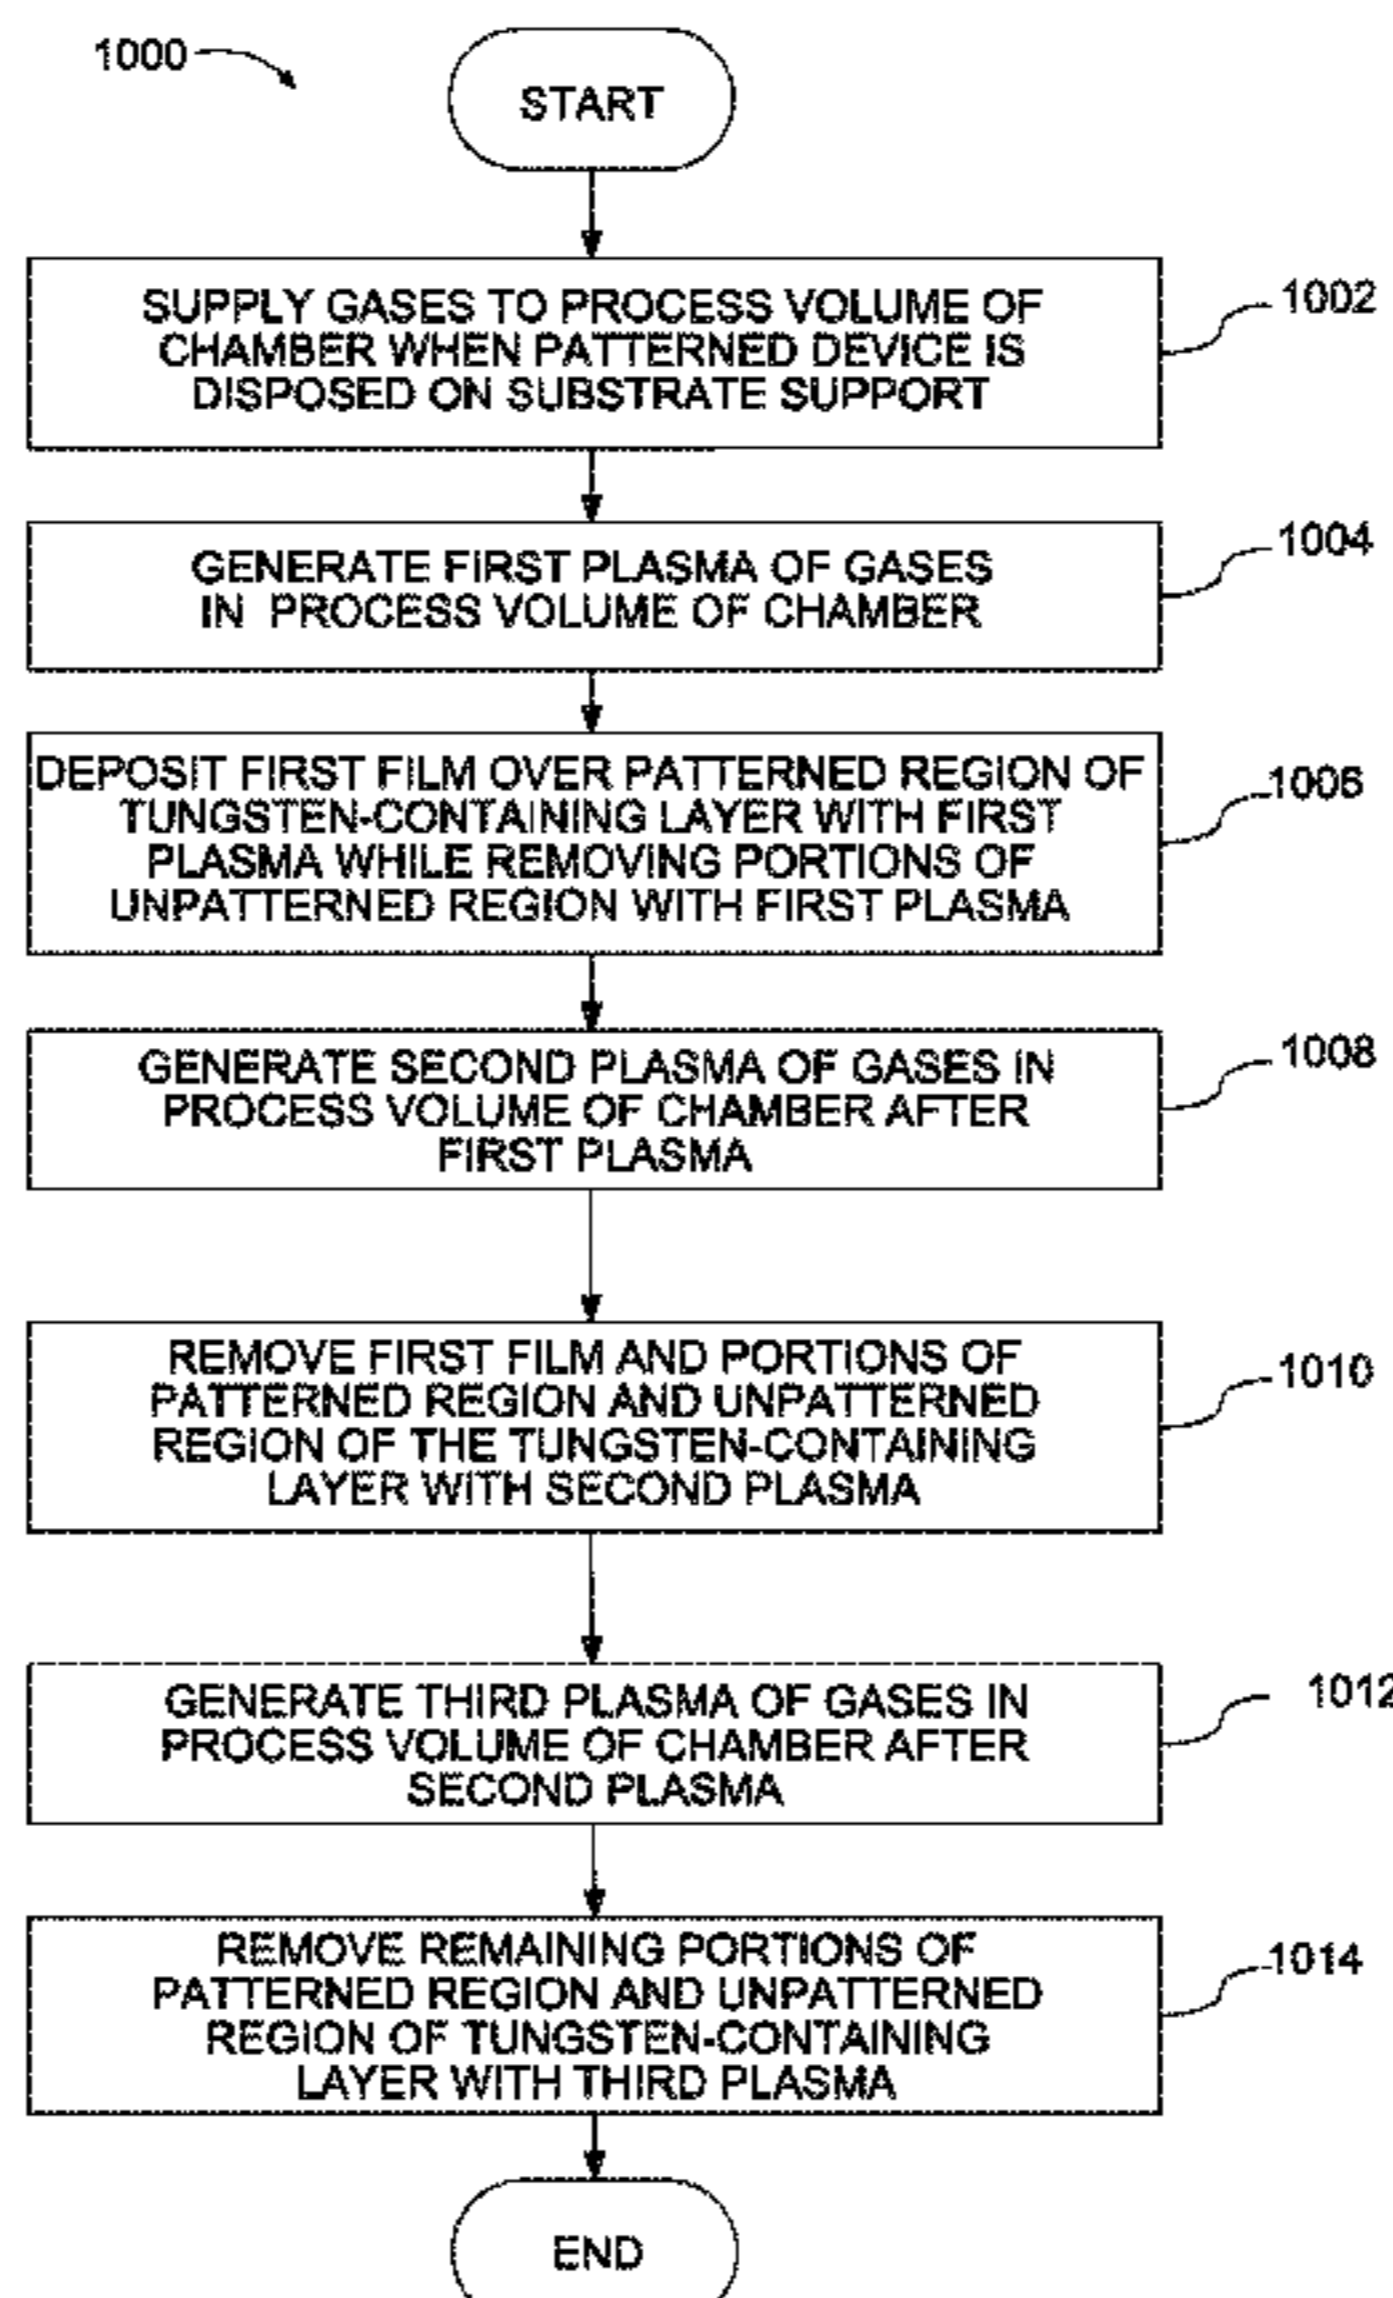 1000
START
SUPPLY GASES TO PROCESS VOLUME OF
CHAMBER WHEN PATTERNED DEVICE IS
DISPOSED ON SUBSTRATE SUPPORT
1002
GENERATE FIRST PLASMA OF GASES
IN PROCESS VOLUME OF CHAMBER
1004
DEPOSIT FIRST FILM OVER PATTERNED REGION OF
TUNGSTEN-CONTAINING LAYER WITH FIRST
PLASMA WHILE REMOVING PORTIONS OF
UNPATTERNED REGION WITH FIRST PLASMA
1006
GENERATE SECOND PLASMA OF GASES IN
PROCESS VOLUME OF CHAMBER AFTER
FIRST PLASMA
1008
REMOVE FIRST FILM AND PORTIONS OF
PATTERNED REGION AND UNPATTERNED
REGION OF THE TUNGSTEN-CONTAINING
LAYER WITH SECOND PLASMA
1010
GENERATE THIRD PLASMA OF GASES IN
PROCESS VOLUME OF CHAMBER AFTER
SECOND PLASMA
1012
REMOVE REMAINING PORTIONS OF
PATTERNED REGION AND UNPATTERNED
REGION OF TUNGSTEN-CONTAINING
LAYER WITH THIRD PLASMA
1014
END